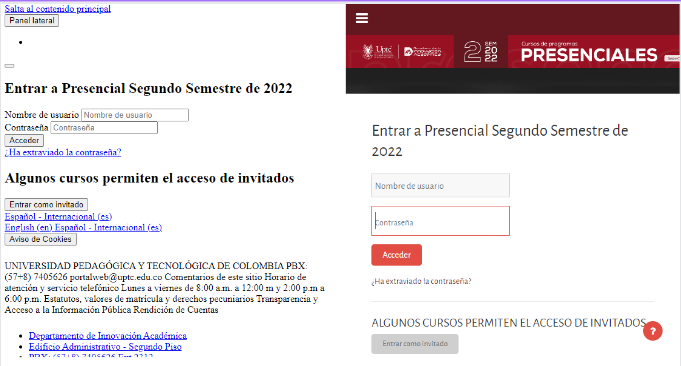 Salta al contenido principal
Panel lateral
Entrar a Presencial Segundo Semestre de 2022
Nombre de usuario Nombre de usuario
Contraseña Contraseña
Acceder
¿Ha extraviado la contraseña?
Algunos cursos permiten el acceso de invitados
Entrar como invitado
Español - Internacional (es)
English (en) Español - Internacional (es)
Aviso de Cookies
UNIVERSIDAD PEDAGÓGICA Y TECNOLÓGICA DE COLOMBIA PBX:
(57+8) 7405626 portalweb@uptc.edu.co Comentarios de este sitio Horario de
atención y servicio telefónico Lunes a viernes de 8:00 a.m. a 12:00 m y 2:00 p.m a
6:00 p.m. Estatutos, valores de matrícula y derechos pecuniarios Transparencia y
Acceso a la Información Pública Rendición de Cuentas
Departamento de Innovación Académica
Edificio Administrativo - Segundo Piso
PBX: (57+8) 7405626 Ext 2312
Uptc
2 SEM
2022
Cursos de programas
PRESENCIALES
Entrar a Presencial Segundo Semestre de
2022
Nombre de usuario
Contraseña
Acceder
¿Ha extraviado la contraseña?
ALGUNOS CURSOS PERMITEN EL ACCESO DE INVITADOS
Entrar como invitado
?